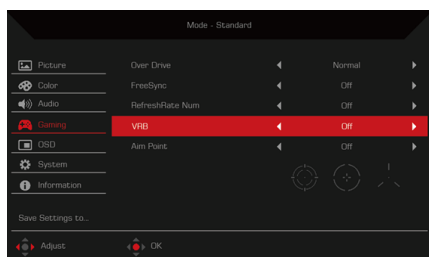 Mode - Standard
Picture Over Drive Normal
Color FreeSync Off
Audio RefreshRate Num Off
Gaming VRB Off
OSD Aim Point Off
System
Information
Save Settings to...
Adjust OK